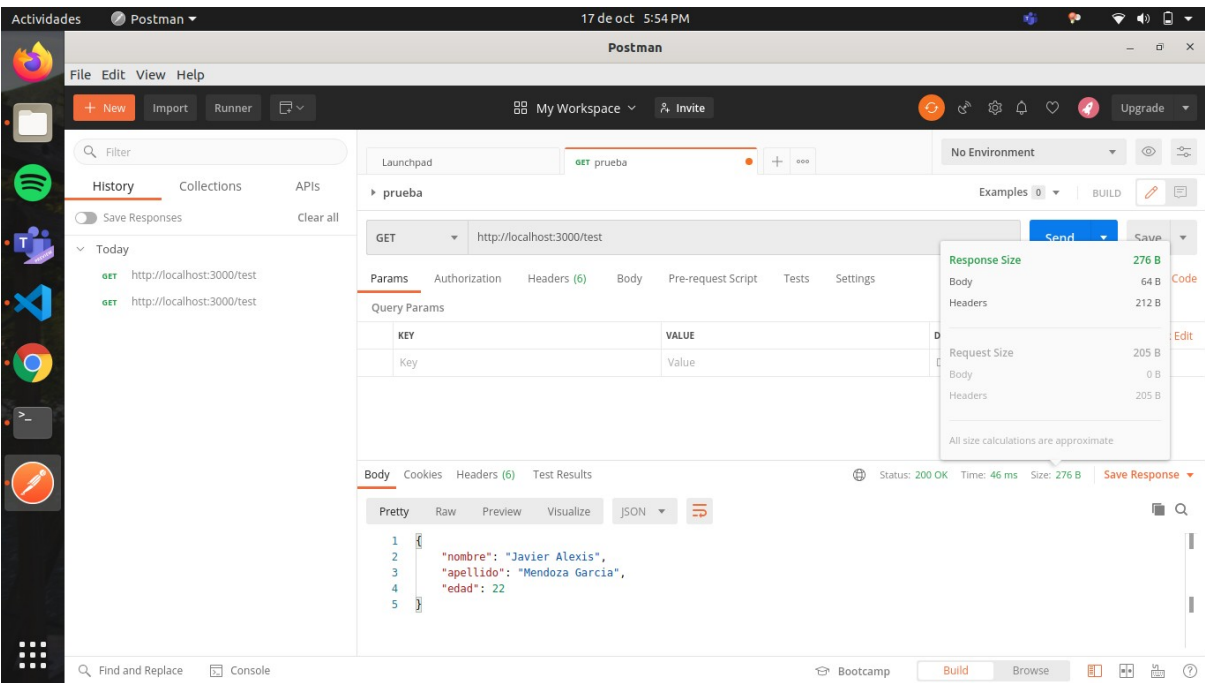 Actividades Postman 17 de oct 5:54 PM
Postman
File Edit View Help
New Import Runner My Workspace Invite Upgrade
Filter
History Collections APIs
Save Responses Clear all
Today
GET http://localhost:3000/test
GET http://localhost:3000/test
Launchpad GET prueba No Environment
prueba Examples 0 BUILD
GET http://localhost:3000/test Send Save
Params Authorization Headers (6) Body Pre-request Script Tests Settings Code
Query Params
KEY VALUE Edit
Key Value
Response Size 276 B
Body 64 B
Headers 212 B
Request Size 205 B
Body 0 B
Headers 205 B
All size calculations are approximate
Body Cookies Headers (6) Test Results Status: 200 OK Time: 46 ms Size: 276 B Save Response
Pretty Raw Preview Visualize JSON
1 {
2 "nombre": "Javier Alexis",
3 "apellido": "Mendoza Garcia",
4 "edad": 22
5 }
Find and Replace Console Bootcamp Build Browse